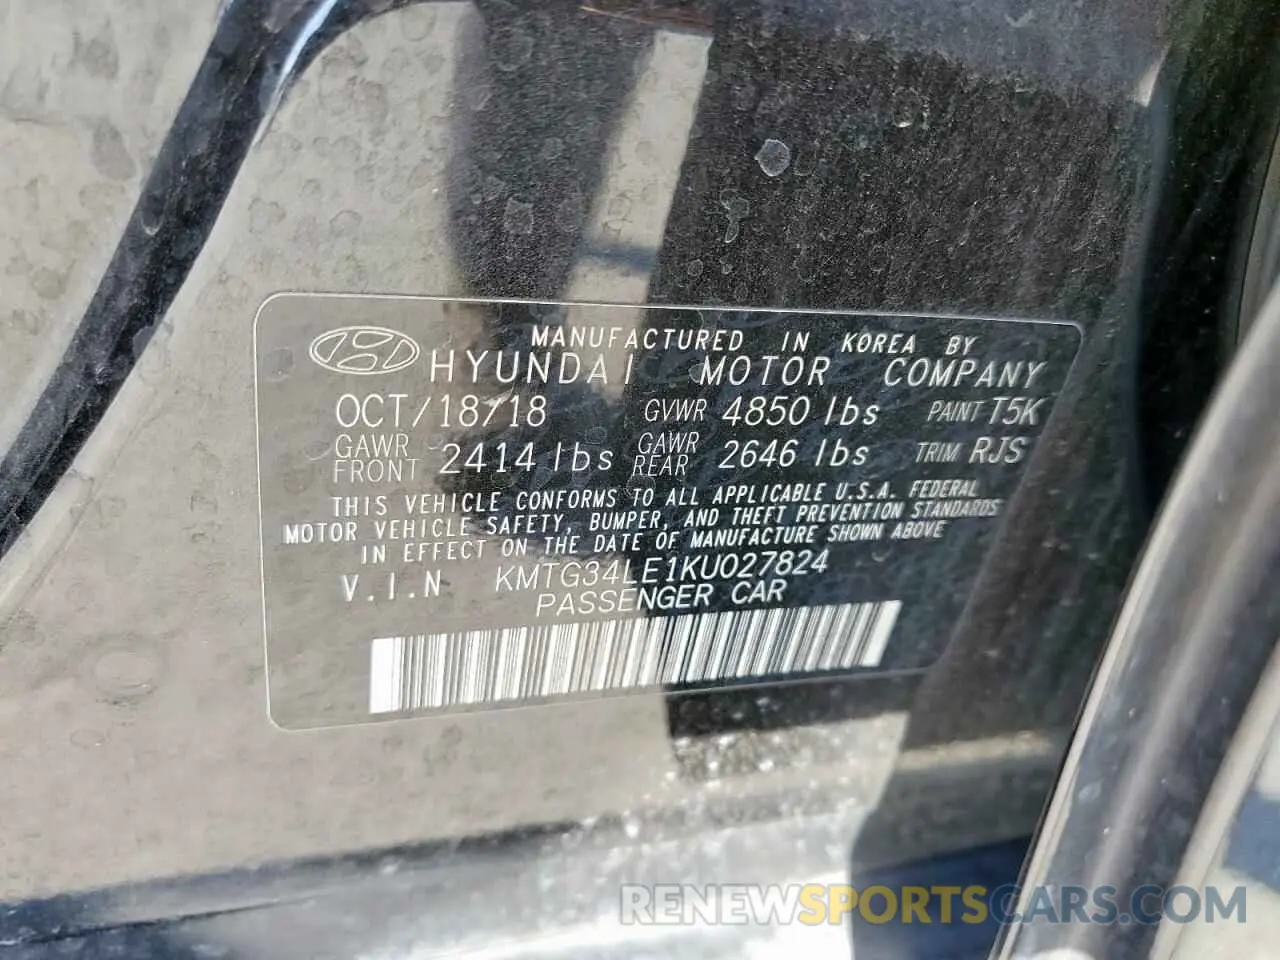 MANUFACTURED IN KOREA BY
HYUNDAI MOTOR COMPANY
OCT/18/18 GVWR 4850 lbs PAINT T5K
GAWR FRONT 2414 lbs GAWR REAR 2646 lbs TRIM RJS
THIS VEHICLE CONFORMS TO ALL APPLICABLE U.S.A. FEDERAL
MOTOR VEHICLE SAFETY, BUMPER, AND THEFT PREVENTION STANDARDS
IN EFFECT ON THE DATE OF MANUFACTURE SHOWN ABOVE
V.I.N KMTG34LE1KU027824
PASSENGER CAR
RENEWSPORTSCARS.COM